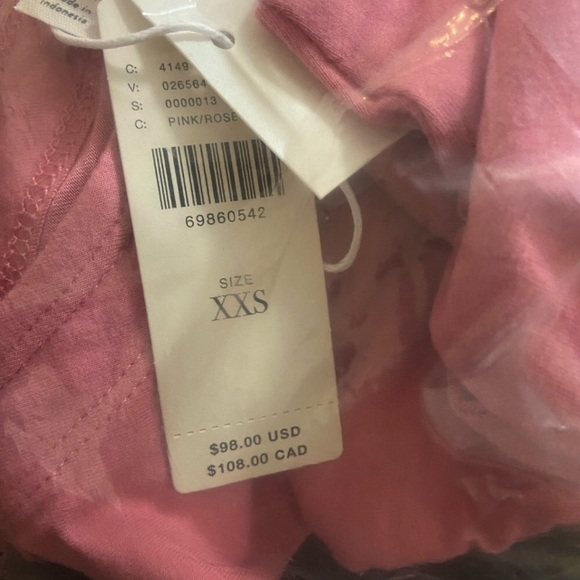 Made in
Indonesia
C: 4149
V: 026564
S: 0000013
C: PINK/ROSE
69860542
SIZE
XXS
$98.00 USD
$108.00 CAD